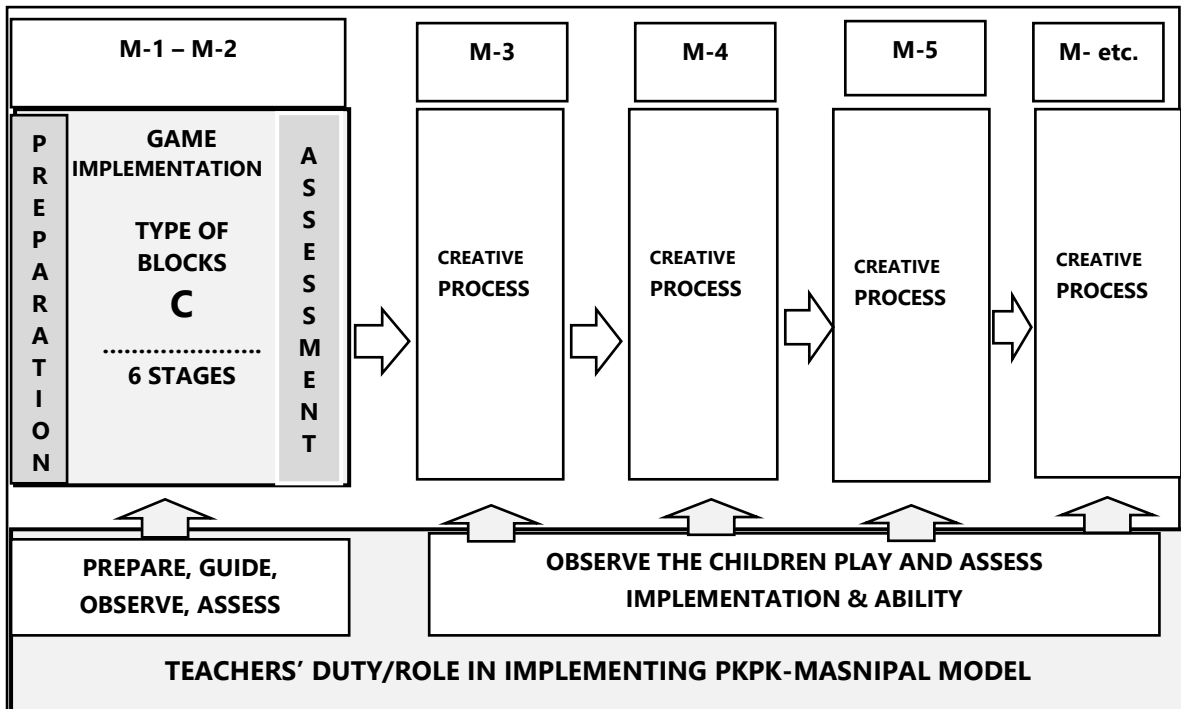 M-1 – M-2
M-3
M-4
M-5
M- etc.
PREPARATION
GAME
IMPLEMENTATION
TYPE OF
BLOCKS
C
..........................
6 STAGES
ASSESSMENT
CREATIVE
PROCESS
CREATIVE
PROCESS
CREATIVE
PROCESS
CREATIVE
PROCESS
PREPARE, GUIDE,
OBSERVE, ASSESS
OBSERVE THE CHILDREN PLAY AND ASSESS
IMPLEMENTATION & ABILITY
TEACHERS’ DUTY/ROLE IN IMPLEMENTING PKPK-MASNIPAL MODEL